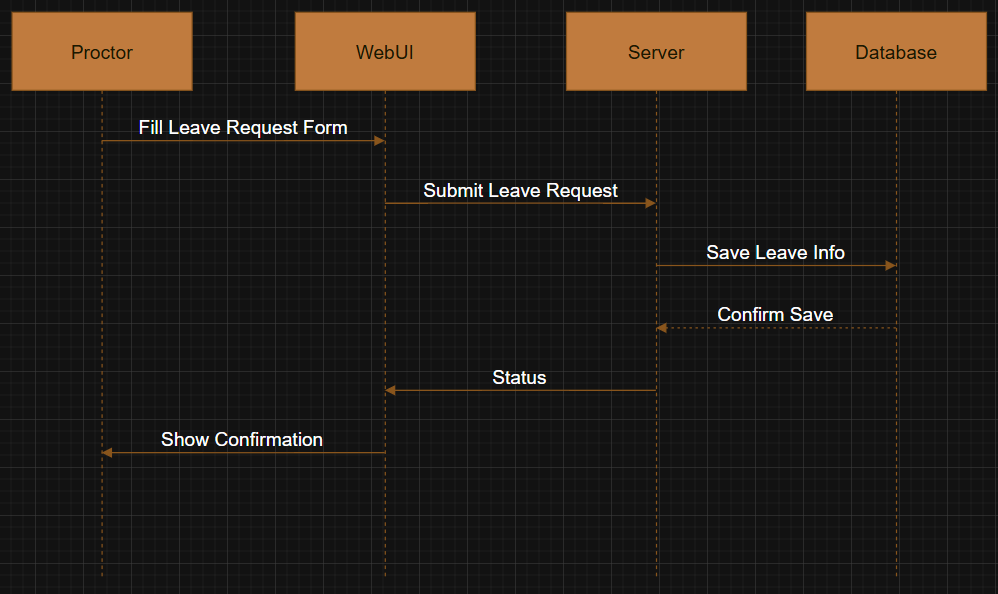 Proctor
WebUI
Server
Database
Fill Leave Request Form
Submit Leave Request
Save Leave Info
Confirm Save
Status
Show Confirmation